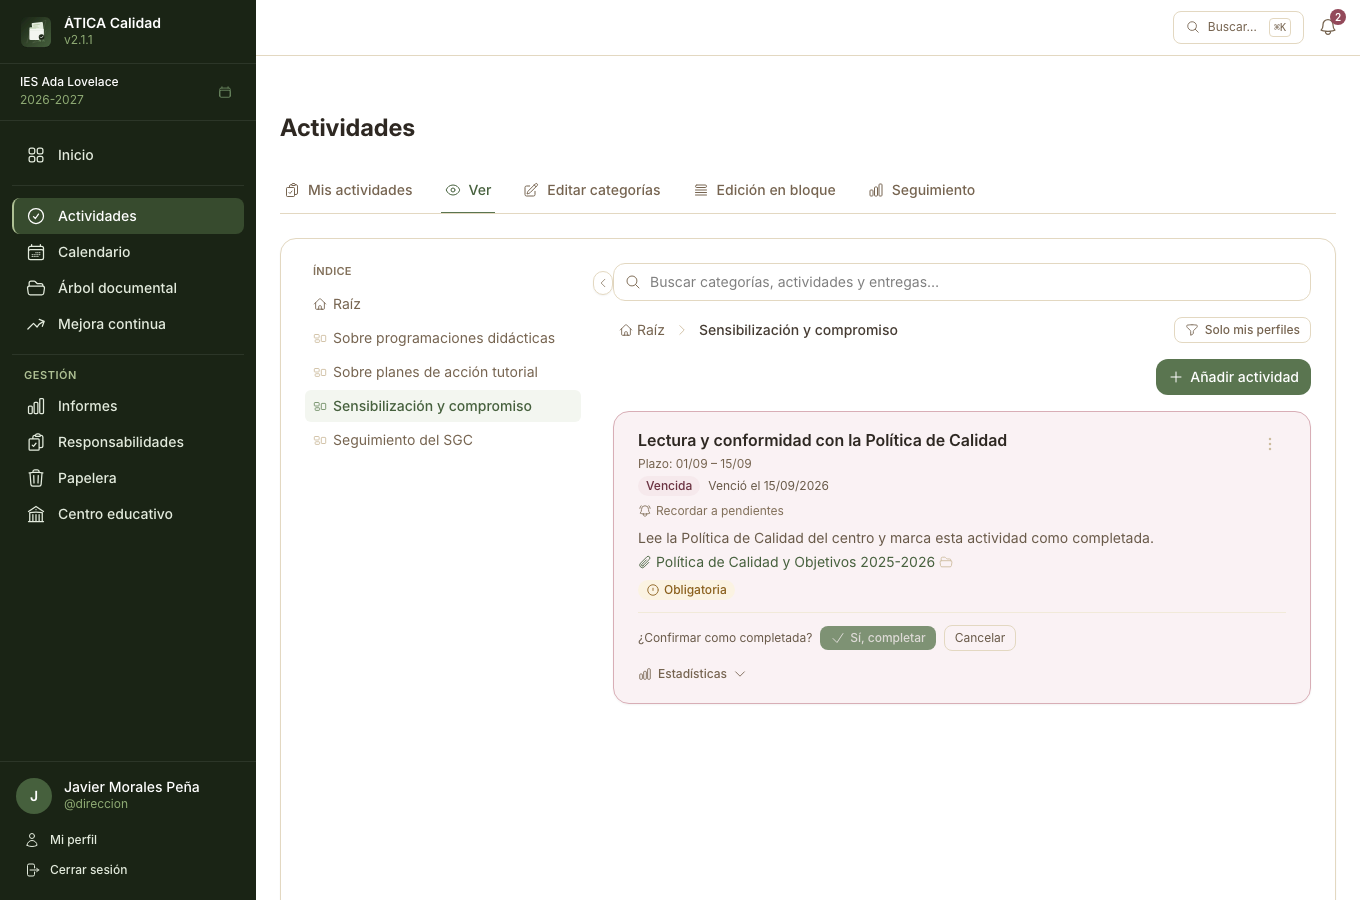 ÁTICA Calidad
v2.1.1
IES Ada Lovelace
2026-2027
Inicio
Actividades
Calendario
Árbol documental
Mejora continua
GESTIÓN
Informes
Responsabilidades
Papelera
Centro educativo
J
Javier Morales Peña
@direccion
Mi perfil
Cerrar sesión
Buscar... ⌘K
2
Actividades
Mis actividades
Ver
Editar categorías
Edición en bloque
Seguimiento
ÍNDICE
Raíz
Sobre programaciones didácticas
Sobre planes de acción tutorial
Sensibilización y compromiso
Seguimiento del SGC
Buscar categorías, actividades y entregas...
Raíz
Sensibilización y compromiso
Solo mis perfiles
Añadir actividad
Lectura y conformidad con la Política de Calidad
Plazo: 01/09 – 15/09
Vencida Venció el 15/09/2026
Recordar a pendientes
Lee la Política de Calidad del centro y marca esta actividad como completada.
Política de Calidad y Objetivos 2025-2026
Obligatoria
¿Confirmar como completada? Sí, completar Cancelar
Estadísticas